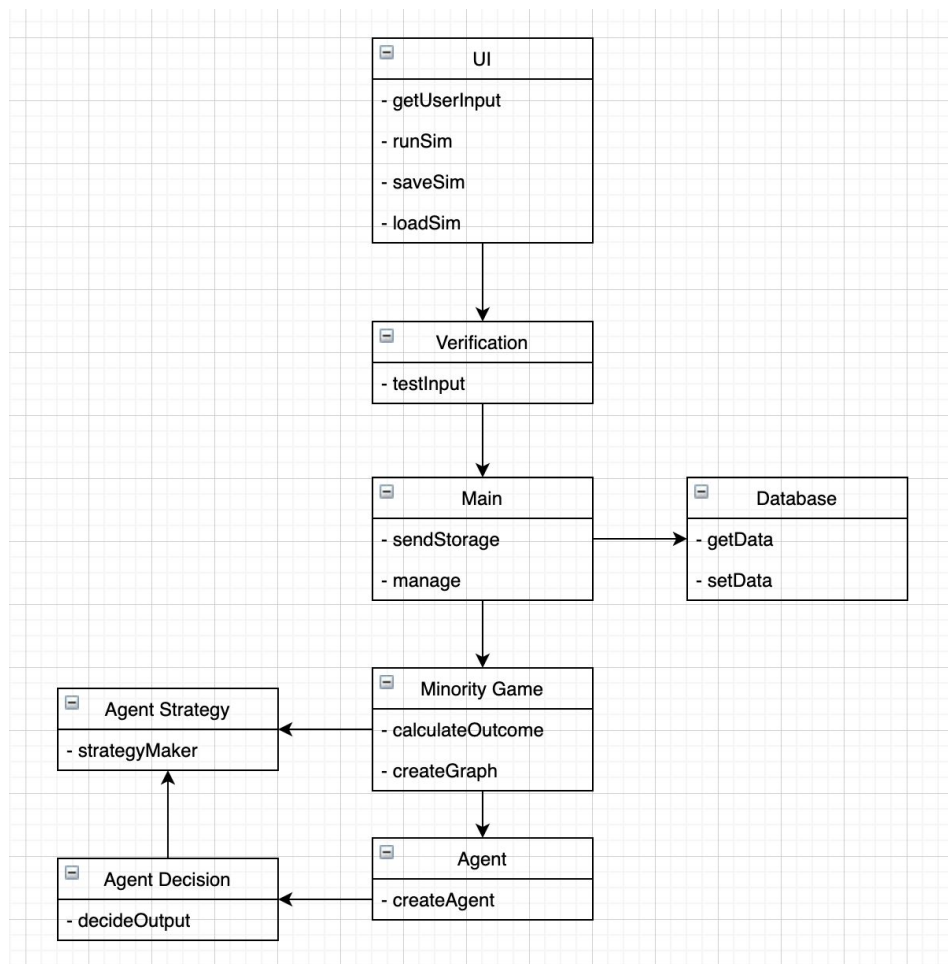 UI
- getUserInput
- runSim
- saveSim
- loadSim
Verification
- testInput
Main
- sendStorage
- manage
Database
- getData
- setData
Minority Game
- calculateOutcome
- createGraph
Agent Strategy
- strategyMaker
Agent
- createAgent
Agent Decision
- decideOutput